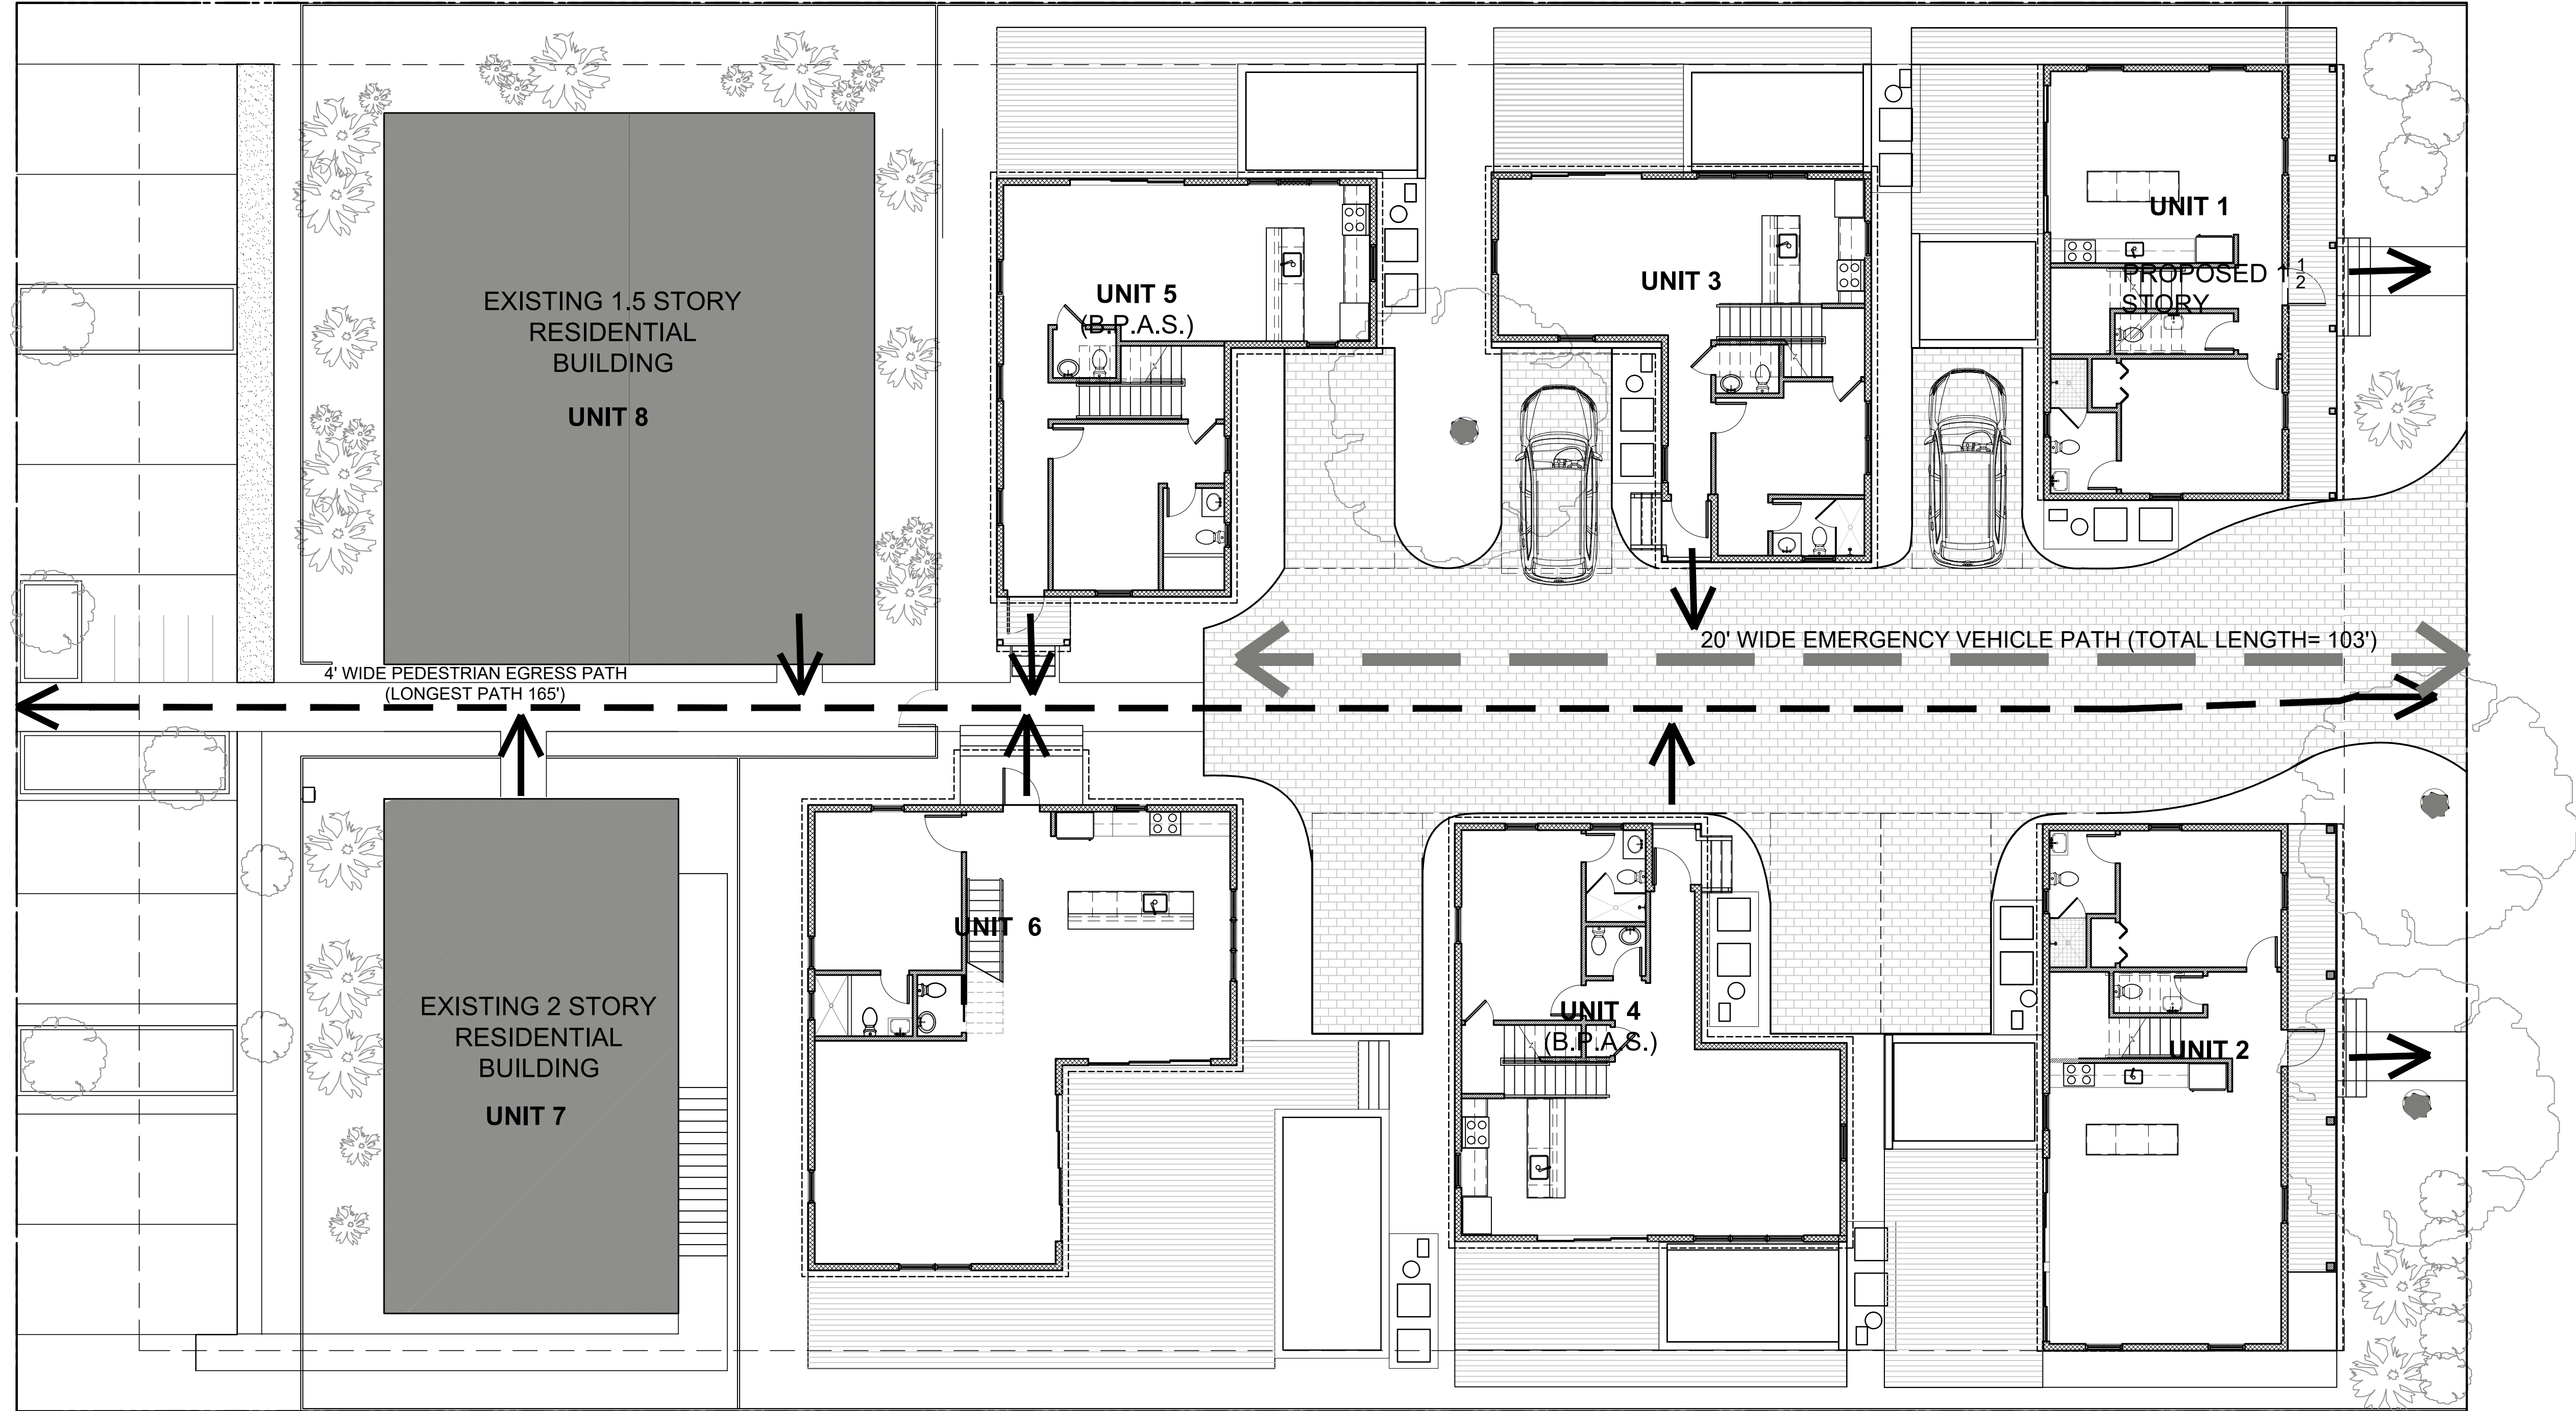 UNIT 1
PROPOSED 1 1/2
STORY
UNIT 3
UNIT 5
(B.P.A.S.)
EXISTING 1.5 STORY
RESIDENTIAL
BUILDING
UNIT 8
20' WIDE EMERGENCY VEHICLE PATH (TOTAL LENGTH= 103')
4' WIDE PEDESTRIAN EGRESS PATH
(LONGEST PATH 165')
UNIT 6
EXISTING 2 STORY
RESIDENTIAL
BUILDING
UNIT 7
UNIT 4
(B.P.A.S.)
UNIT 2